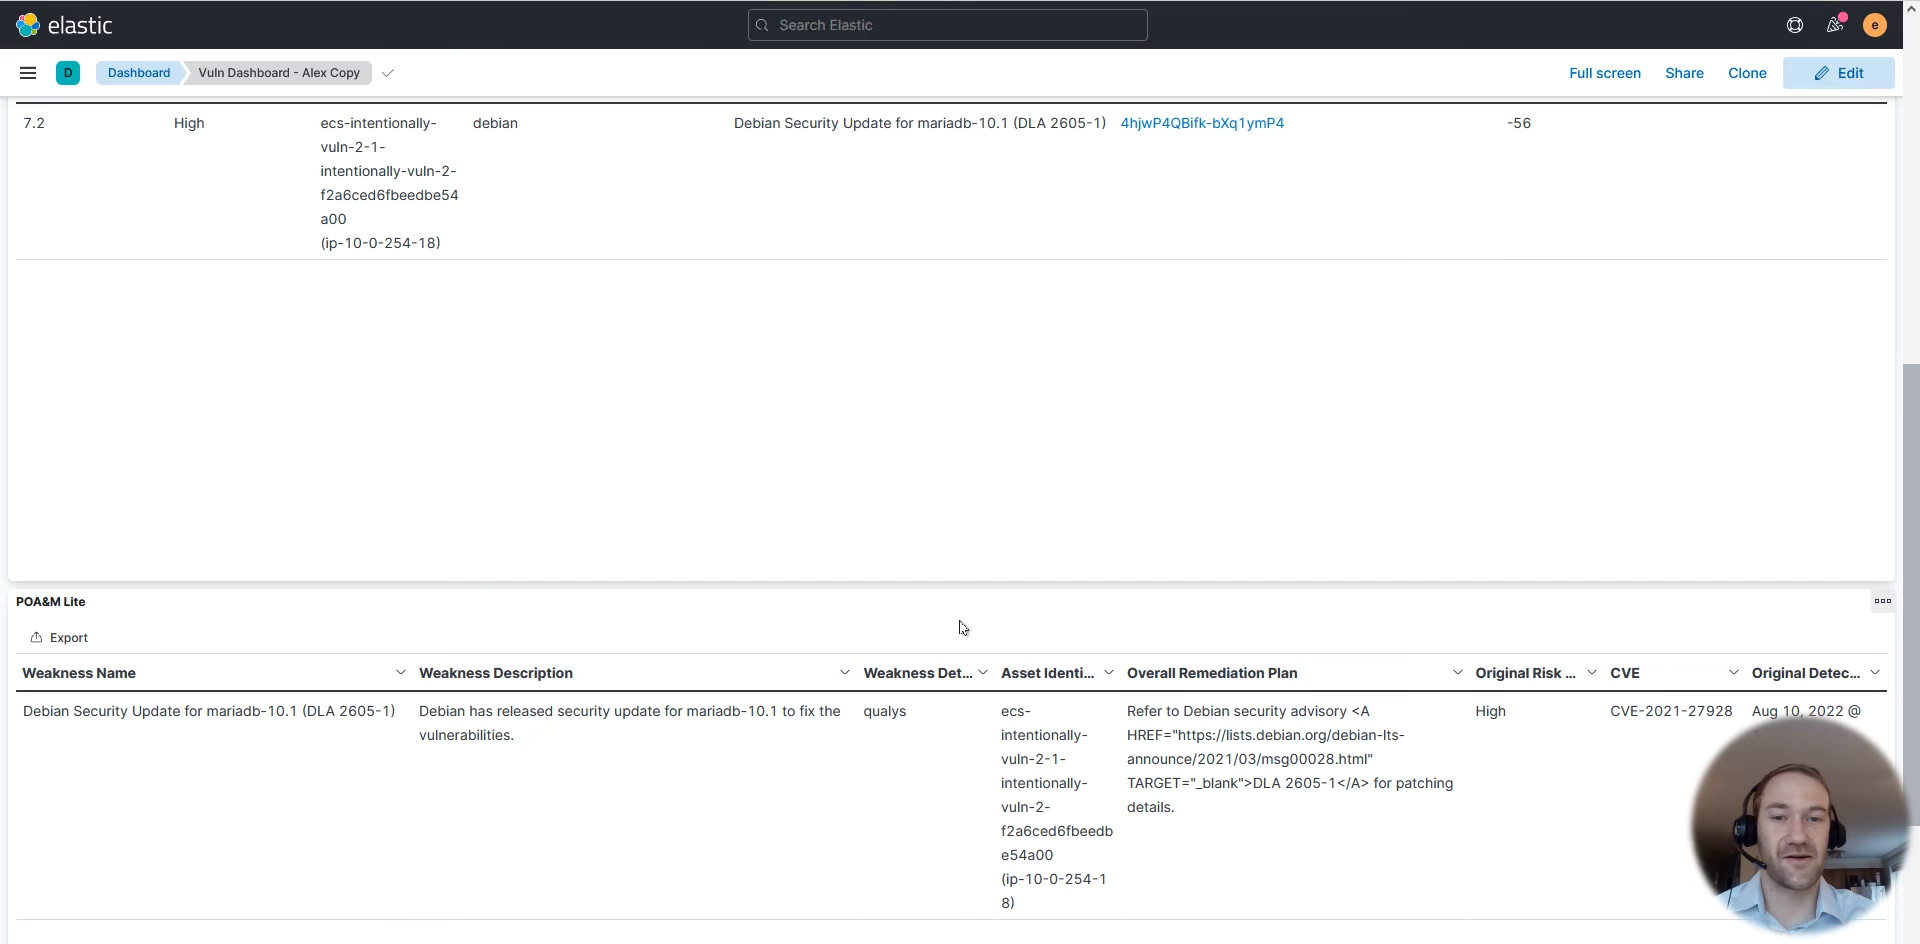 elastic
Search Elastic
e
D
Dashboard
Vuln Dashboard - Alex Copy
Full screen
Share
Clone
Edit
7.2
High
ecs-intentionally-
vuln-2-1-
intentionally-vuln-2-
f2a6ced6fbeedbe54
a00
(ip-10-0-254-18)
debian
Debian Security Update for mariadb-10.1 (DLA 2605-1)
4hjwP4QBifk-bXq1ymP4
-56
POA&M Lite
Export
Weakness Name
Weakness Description
Weakness Det...
Asset Identi...
Overall Remediation Plan
Original Risk ...
CVE
Original Detec...
Debian Security Update for mariadb-10.1 (DLA 2605-1)
Debian has released security update for mariadb-10.1 to fix the
vulnerabilities.
qualys
ecs-
intentionally-
vuln-2-1-
intentionally-
vuln-2-
f2a6ced6fbeedb
e54a00
(ip-10-0-254-1
8)
Refer to Debian security advisory <A
HREF="https://lists.debian.org/debian-lts-
announce/2021/03/msg00028.html"
TARGET="_blank">DLA 2605-1</A> for patching
details.
High
CVE-2021-27928
Aug 10, 2022 @